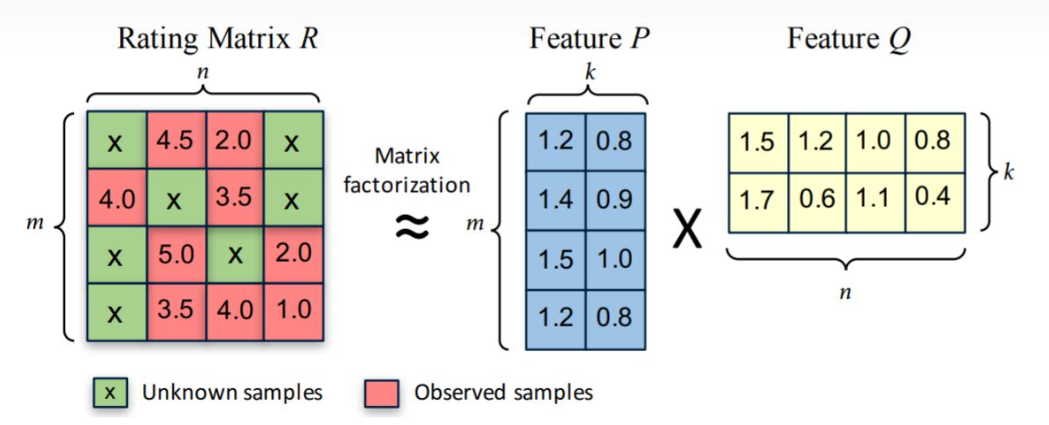 Rating Matrix R
Feature P
Feature Q
n
k
m
x 4.5 2.0 x
4.0 x 3.5 x
x 5.0 x 2.0
x 3.5 4.0 1.0
Matrix
factorization
≈
m
1.2 0.8
1.4 0.9
1.5 1.0
1.2 0.8
X
1.5 1.2 1.0 0.8
1.7 0.6 1.1 0.4
k
n
x Unknown samples
Observed samples